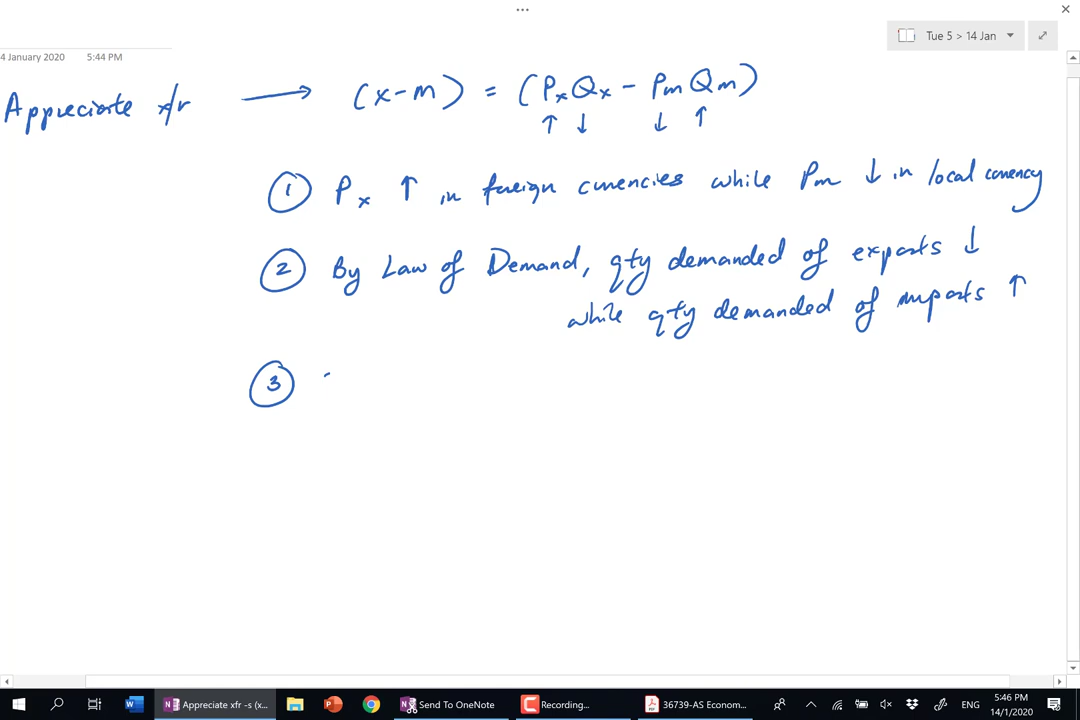 Tue 5 > 14 Jan
4 January 2020 5:44 PM
Appreciate x/r → (x-m) = (PxQx - PmQm)
↑ ↓ ↓ ↑
1 Px ↑ in foreign currencies while Pm ↓ in local currency
2 By Law of Demand, qty demanded of exports ↓
while qty demanded of imports ↑
3
Appreciate xfr -s (x...
Send To OneNote
Recording...
36739-AS Econom...
ENG
5:46 PM
14/1/2020